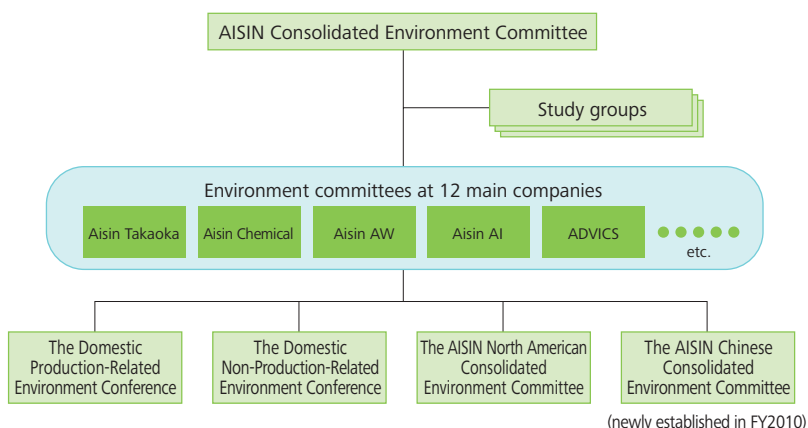 AISIN Consolidated Environment Committee
Study groups
Environment committees at 12 main companies
Aisin Takaoka
Aisin Chemical
Aisin AW
Aisin AI
ADVICS
etc.
The Domestic
Production-Related
Environment Conference
The Domestic
Non-Production-Related
Environment Conference
The AISIN North American
Consolidated
Environment Committee
The AISIN Chinese
Consolidated
Environment Committee
(newly established in FY2010)